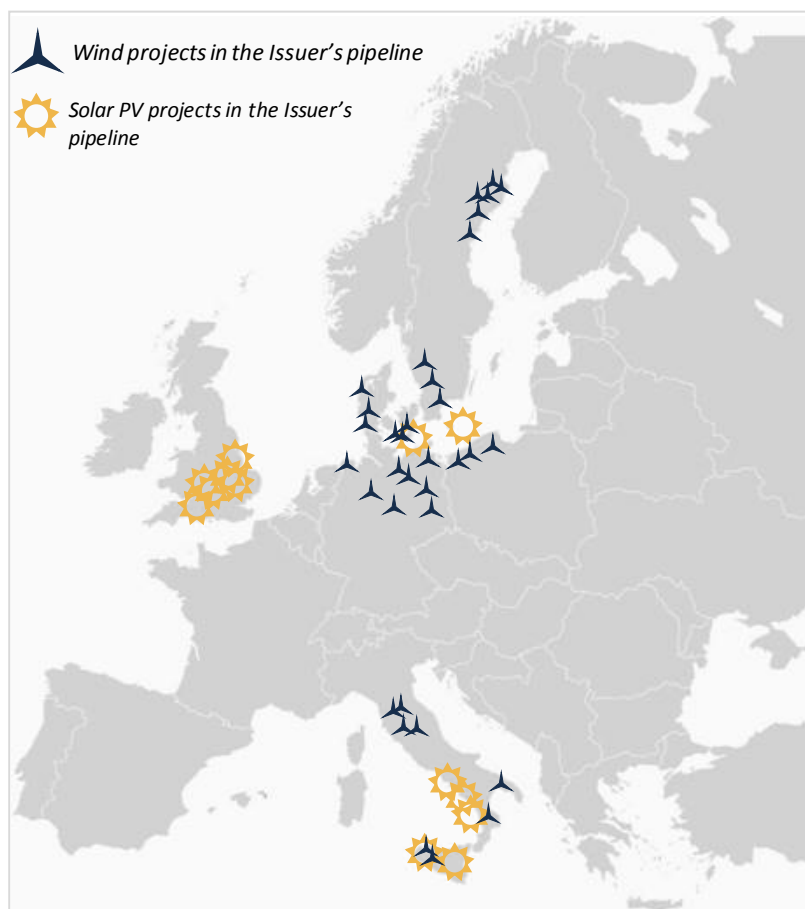 Wind projects in the Issuer's pipeline
Solar PV projects in the Issuer's
pipeline